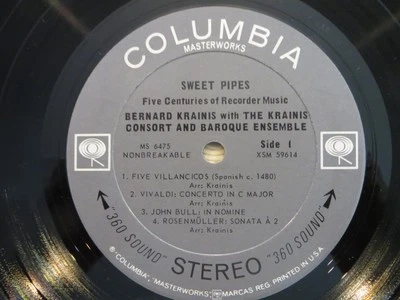 COLUMBIA
MASTERWORKS
SWEET PIPES
Five Centuries of Recorder Music
BERNARD KRAINIS with THE KRAINIS
CONSORT AND BAROQUE ENSEMBLE
MS 6475
NONBREAKABLE
Side 1
XSM 59614
1. FIVE VILLANCICOS (Spanish c. 1480)
Arr: Krainis
2. VIVALDI: CONCERTO IN C MAJOR
Arr: Krainis
3. JOHN BULL: IN NOMINE
4. ROSENMÜLLER: SONATA À 2
Arr: Krainis
"360 SOUND" STEREO "360 SOUND"
® "COLUMBIA", "MASTERWORKS", MARCAS REG. PRINTED IN U.S.A.